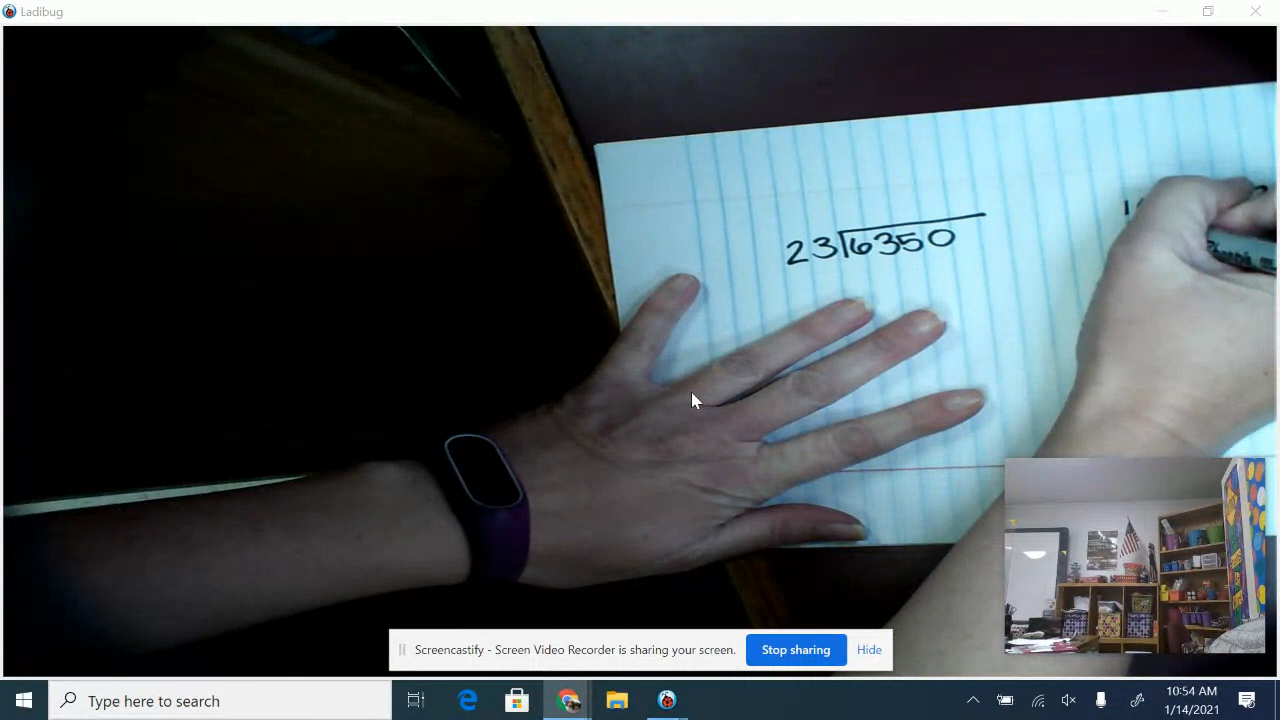 Ladibug
23)6350
Screencastify - Screen Video Recorder is sharing your screen.
Stop sharing
Hide
Type here to search
10:54 AM
1/14/2021